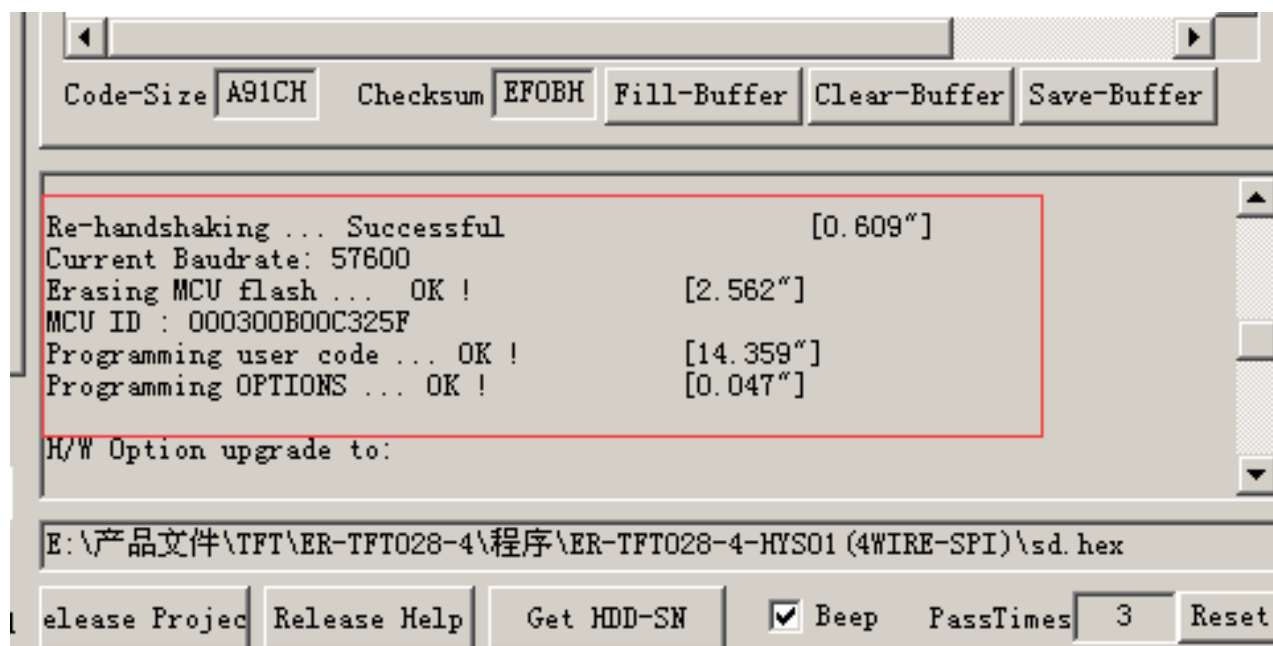 Code-Size A91CH Checksum EF0BH Fill-Buffer Clear-Buffer Save-Buffer
Re-handshaking ... Successful [0.609"]
Current Baudrate: 57600
Erasing MCU flash ... OK ! [2.562"]
MCU ID : 000300B00C325F
Programming user code ... OK ! [14.359"]
Programming OPTIONS ... OK ! [0.047"]
H/W Option upgrade to:
E:\产品文件\TFT\ER-TFT028-4\程序\ER-TFT028-4-HYS01(4WIRE-SPI)\sd.hex
elease Projec Release Help Get HDD-SN Beep PassTimes 3 Reset